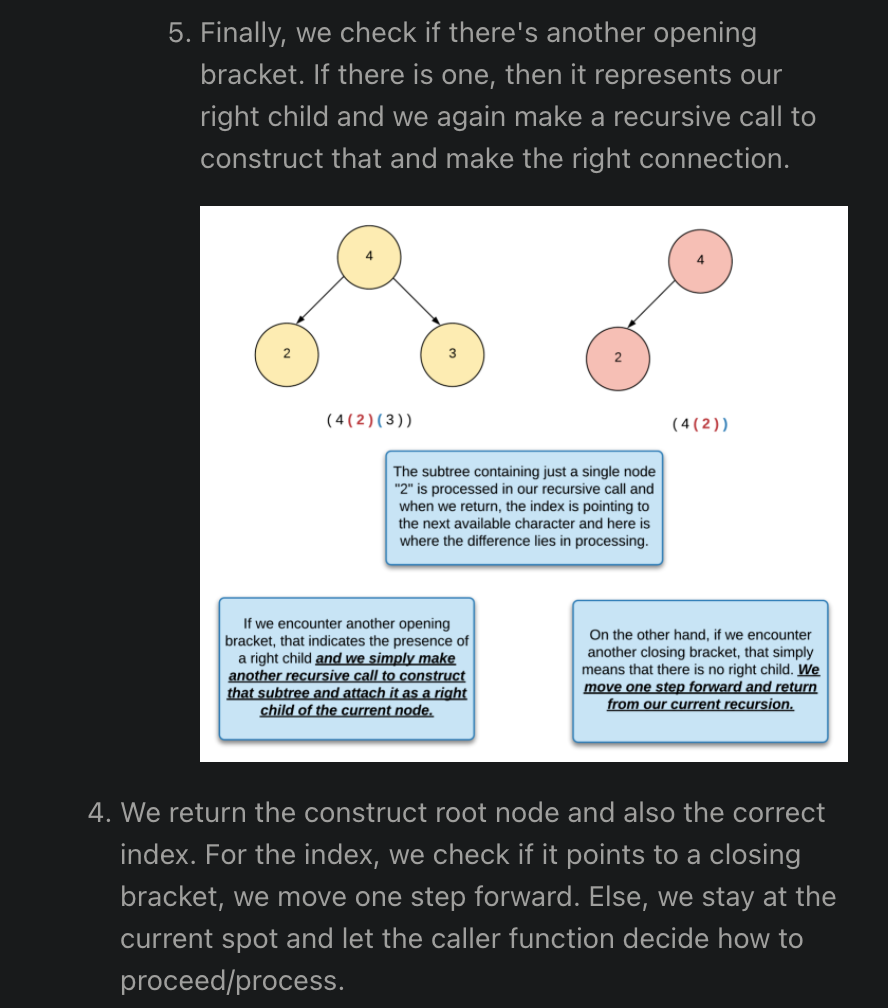 5. Finally, we check if there's another opening
bracket. If there is one, then it represents our
right child and we again make a recursive call to
construct that and make the right connection.
4
2
3
(4(2)(3))
4
2
(4(2))
The subtree containing just a single node
"2" is processed in our recursive call and
when we return, the index is pointing to
the next available character and here is
where the difference lies in processing.
If we encounter another opening
bracket, that indicates the presence of
a right child and we simply make
another recursive call to construct
that subtree and attach it as a right
child of the current node.
On the other hand, if we encounter
another closing bracket, that simply
means that there is no right child. We
move one step forward and return
from our current recursion.
4. We return the construct root node and also the correct
index. For the index, we check if it points to a closing
bracket, we move one step forward. Else, we stay at the
current spot and let the caller function decide how to
proceed/process.